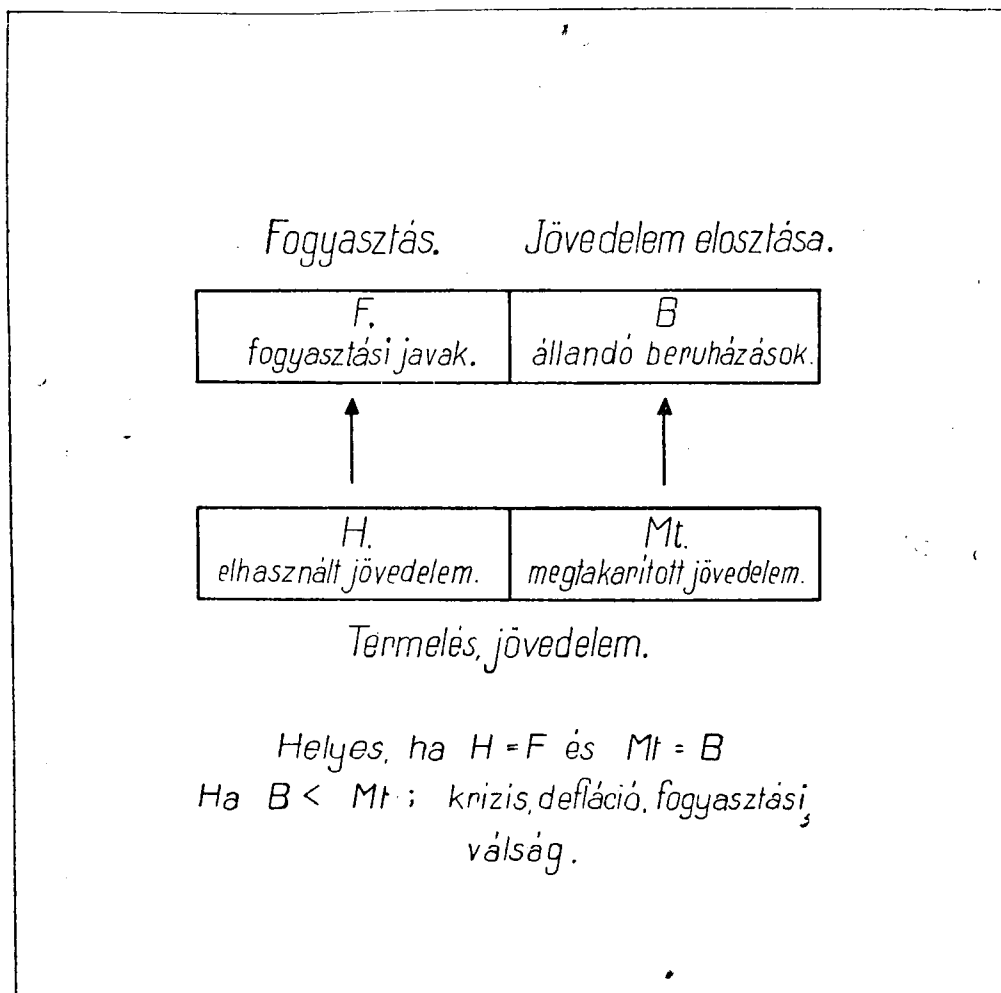 Fogyasztás. Jövedelem elosztása.
F. B
fogyasztási javak. állandó beruházások.
H. Mt.
elhasznált jövedelem. megtakarított jövedelem.
Termelés, jövedelem.
Helyes, ha H = F és Mt = B
Ha B < Mt ; krizis, defláció, fogyasztási,
válság.